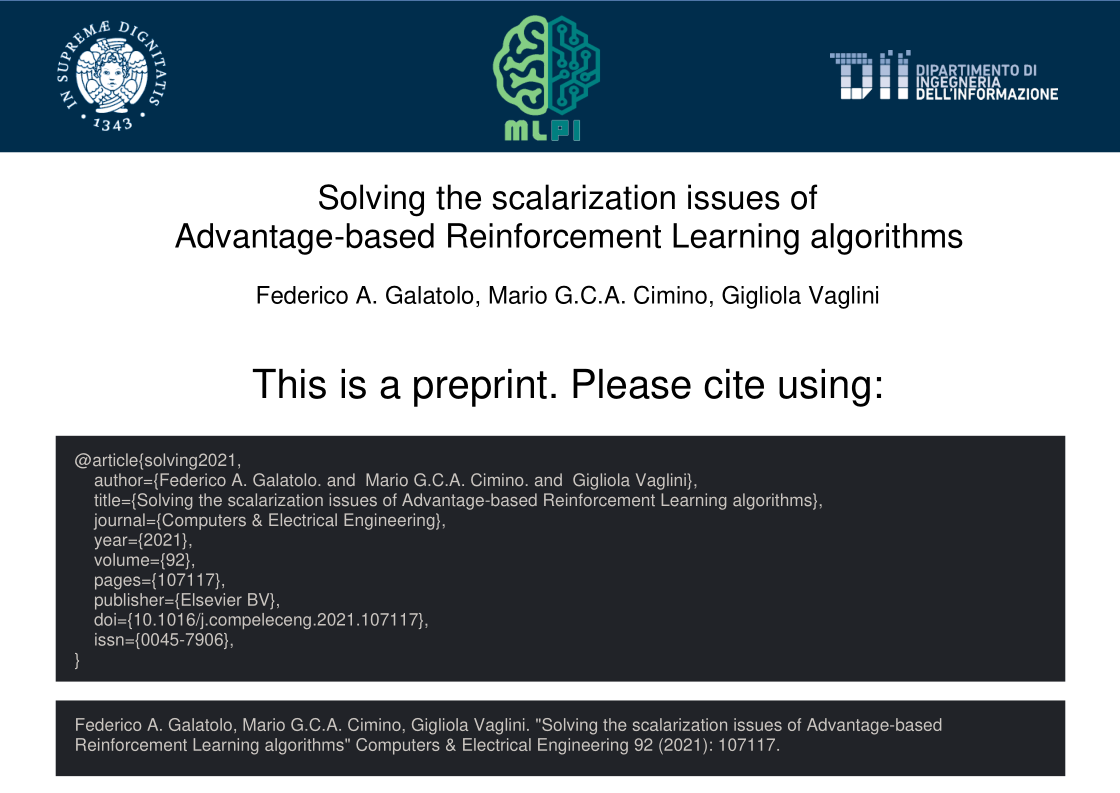 IN SUPREMÆ DIGNITATIS
• 1343 •
MLPI
DII DIPARTIMENTO DI
INGEGNERIA
DELL'INFORMAZIONE
Solving the scalarization issues of
Advantage-based Reinforcement Learning algorithms
Federico A. Galatolo, Mario G.C.A. Cimino, Gigliola Vaglini
This is a preprint. Please cite using:
@article{solving2021,
    author={Federico A. Galatolo. and  Mario G.C.A. Cimino. and  Gigliola Vaglini},
    title={Solving the scalarization issues of Advantage-based Reinforcement Learning algorithms},
    journal={Computers & Electrical Engineering},
    year={2021},
    volume={92},
    pages={107117},
    publisher={Elsevier BV},
    doi={10.1016/j.compeleceng.2021.107117},
    issn={0045-7906},
}
Federico A. Galatolo, Mario G.C.A. Cimino, Gigliola Vaglini. "Solving the scalarization issues of Advantage-based
Reinforcement Learning algorithms" Computers & Electrical Engineering 92 (2021): 107117.